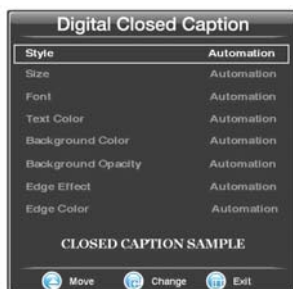 Digital Closed Caption
Style Automation
Size Automation
Font Automation
Text Color Automation
Background Color Automation
Background Opacity Automation
Edge Effect Automation
Edge Color Automation
CLOSED CAPTION SAMPLE
Move Change Exit